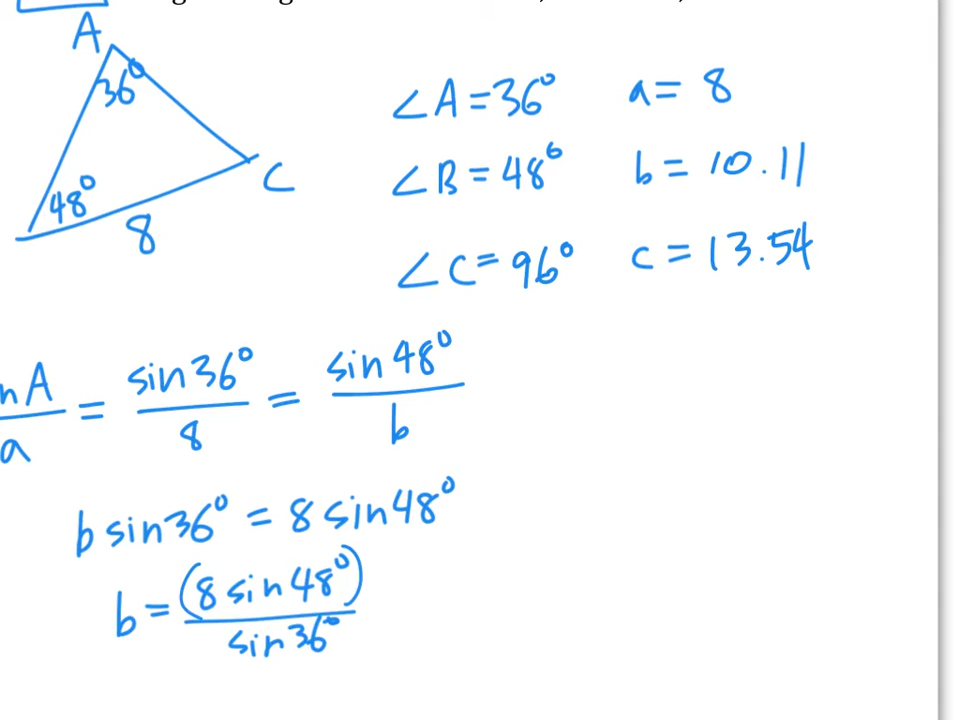 A
36°
∠A = 36° a = 8
48°
C
8
∠B = 48° b = 10.11
∠C = 96° c = 13.54
nA/a = sin36°/8 = sin48°/b
b sin36° = 8 sin48°
b = (8 sin48°)/sin36°